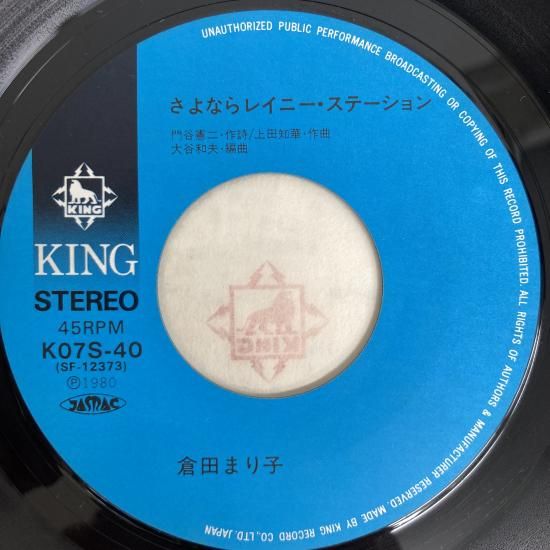 UNAUTHORIZED PUBLIC PERFORMANCE BROADCASTING OR COPYING OF THIS RECORD PROHIBITED. ALL RIGHTS OF AUTHORS & MANUFACTURER RESERVED. MADE BY KING RECORD CO., LTD. JAPAN
さよならレイニー・ステーション
門谷憲二・作詩/上田知華・作曲
大谷和夫・編曲
KING
KING
STEREO
45RPM
K07S-40
(SF-12373)
Ⓟ1980
JASRAC
KING
倉田まり子